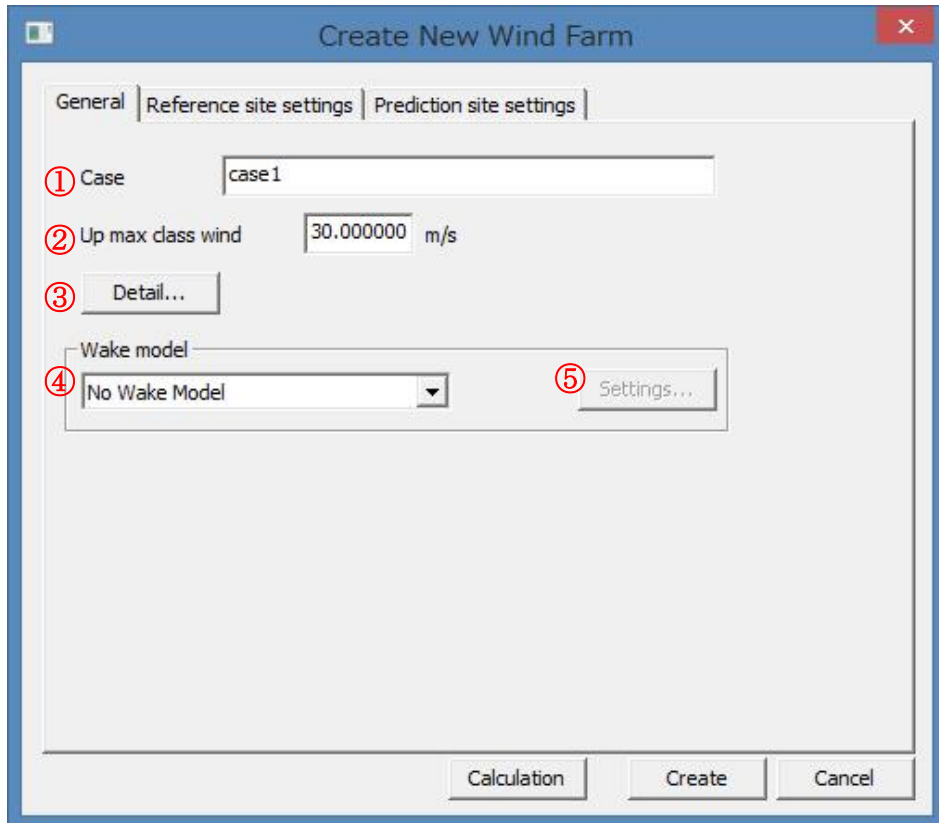 Create New Wind Farm
General Reference site settings Prediction site settings
① Case case1
② Up max class wind 30.000000 m/s
③ Detail...
Wake model
④ No Wake Model ⑤ Settings...
Calculation Create Cancel